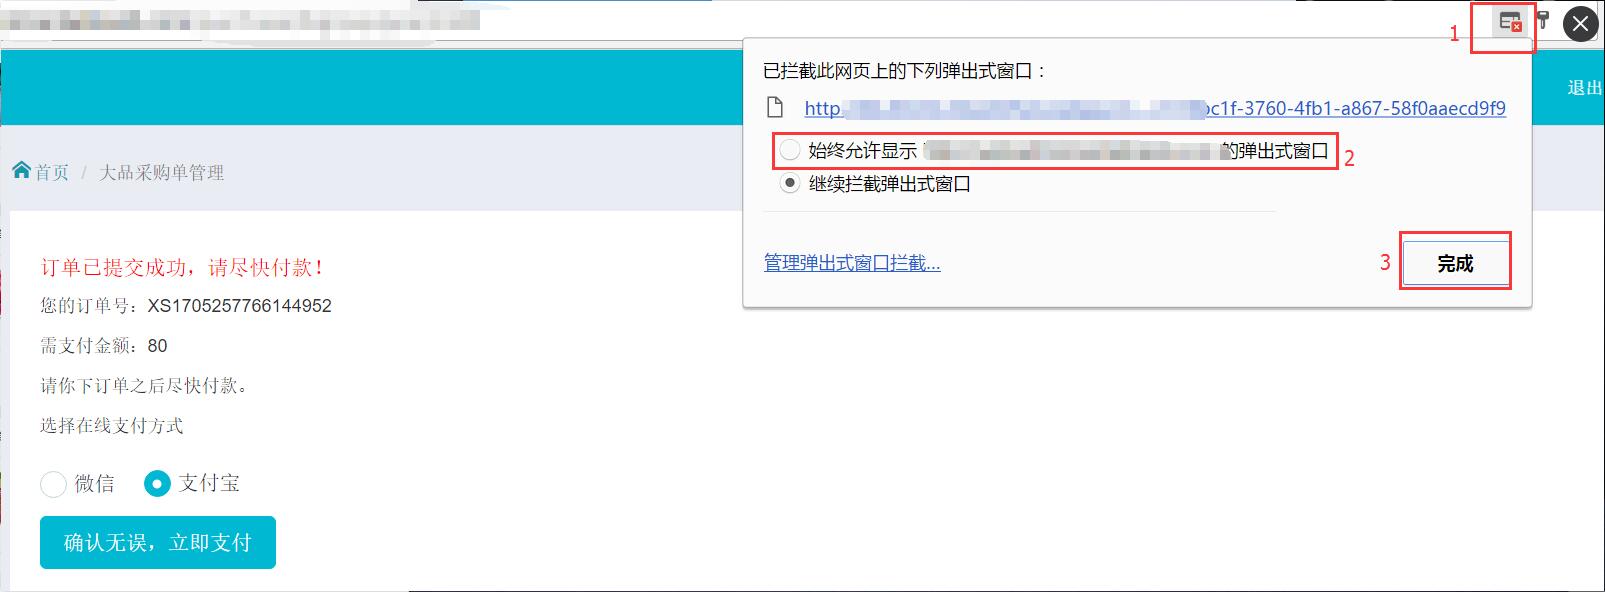 1
已拦截此网页上的下列弹出式窗口：
http
bc1f-3760-4fb1-a867-58f0aaecd9f9
始终允许显示
的弹出式窗口
2
继续拦截弹出式窗口
管理弹出式窗口拦截...
3
完成
退出
首页 / 大品采购单管理
订单已提交成功，请尽快付款！
您的订单号：XS1705257766144952
需支付金额：80
请你下订单之后尽快付款。
选择在线支付方式
微信
支付宝
确认无误，立即支付